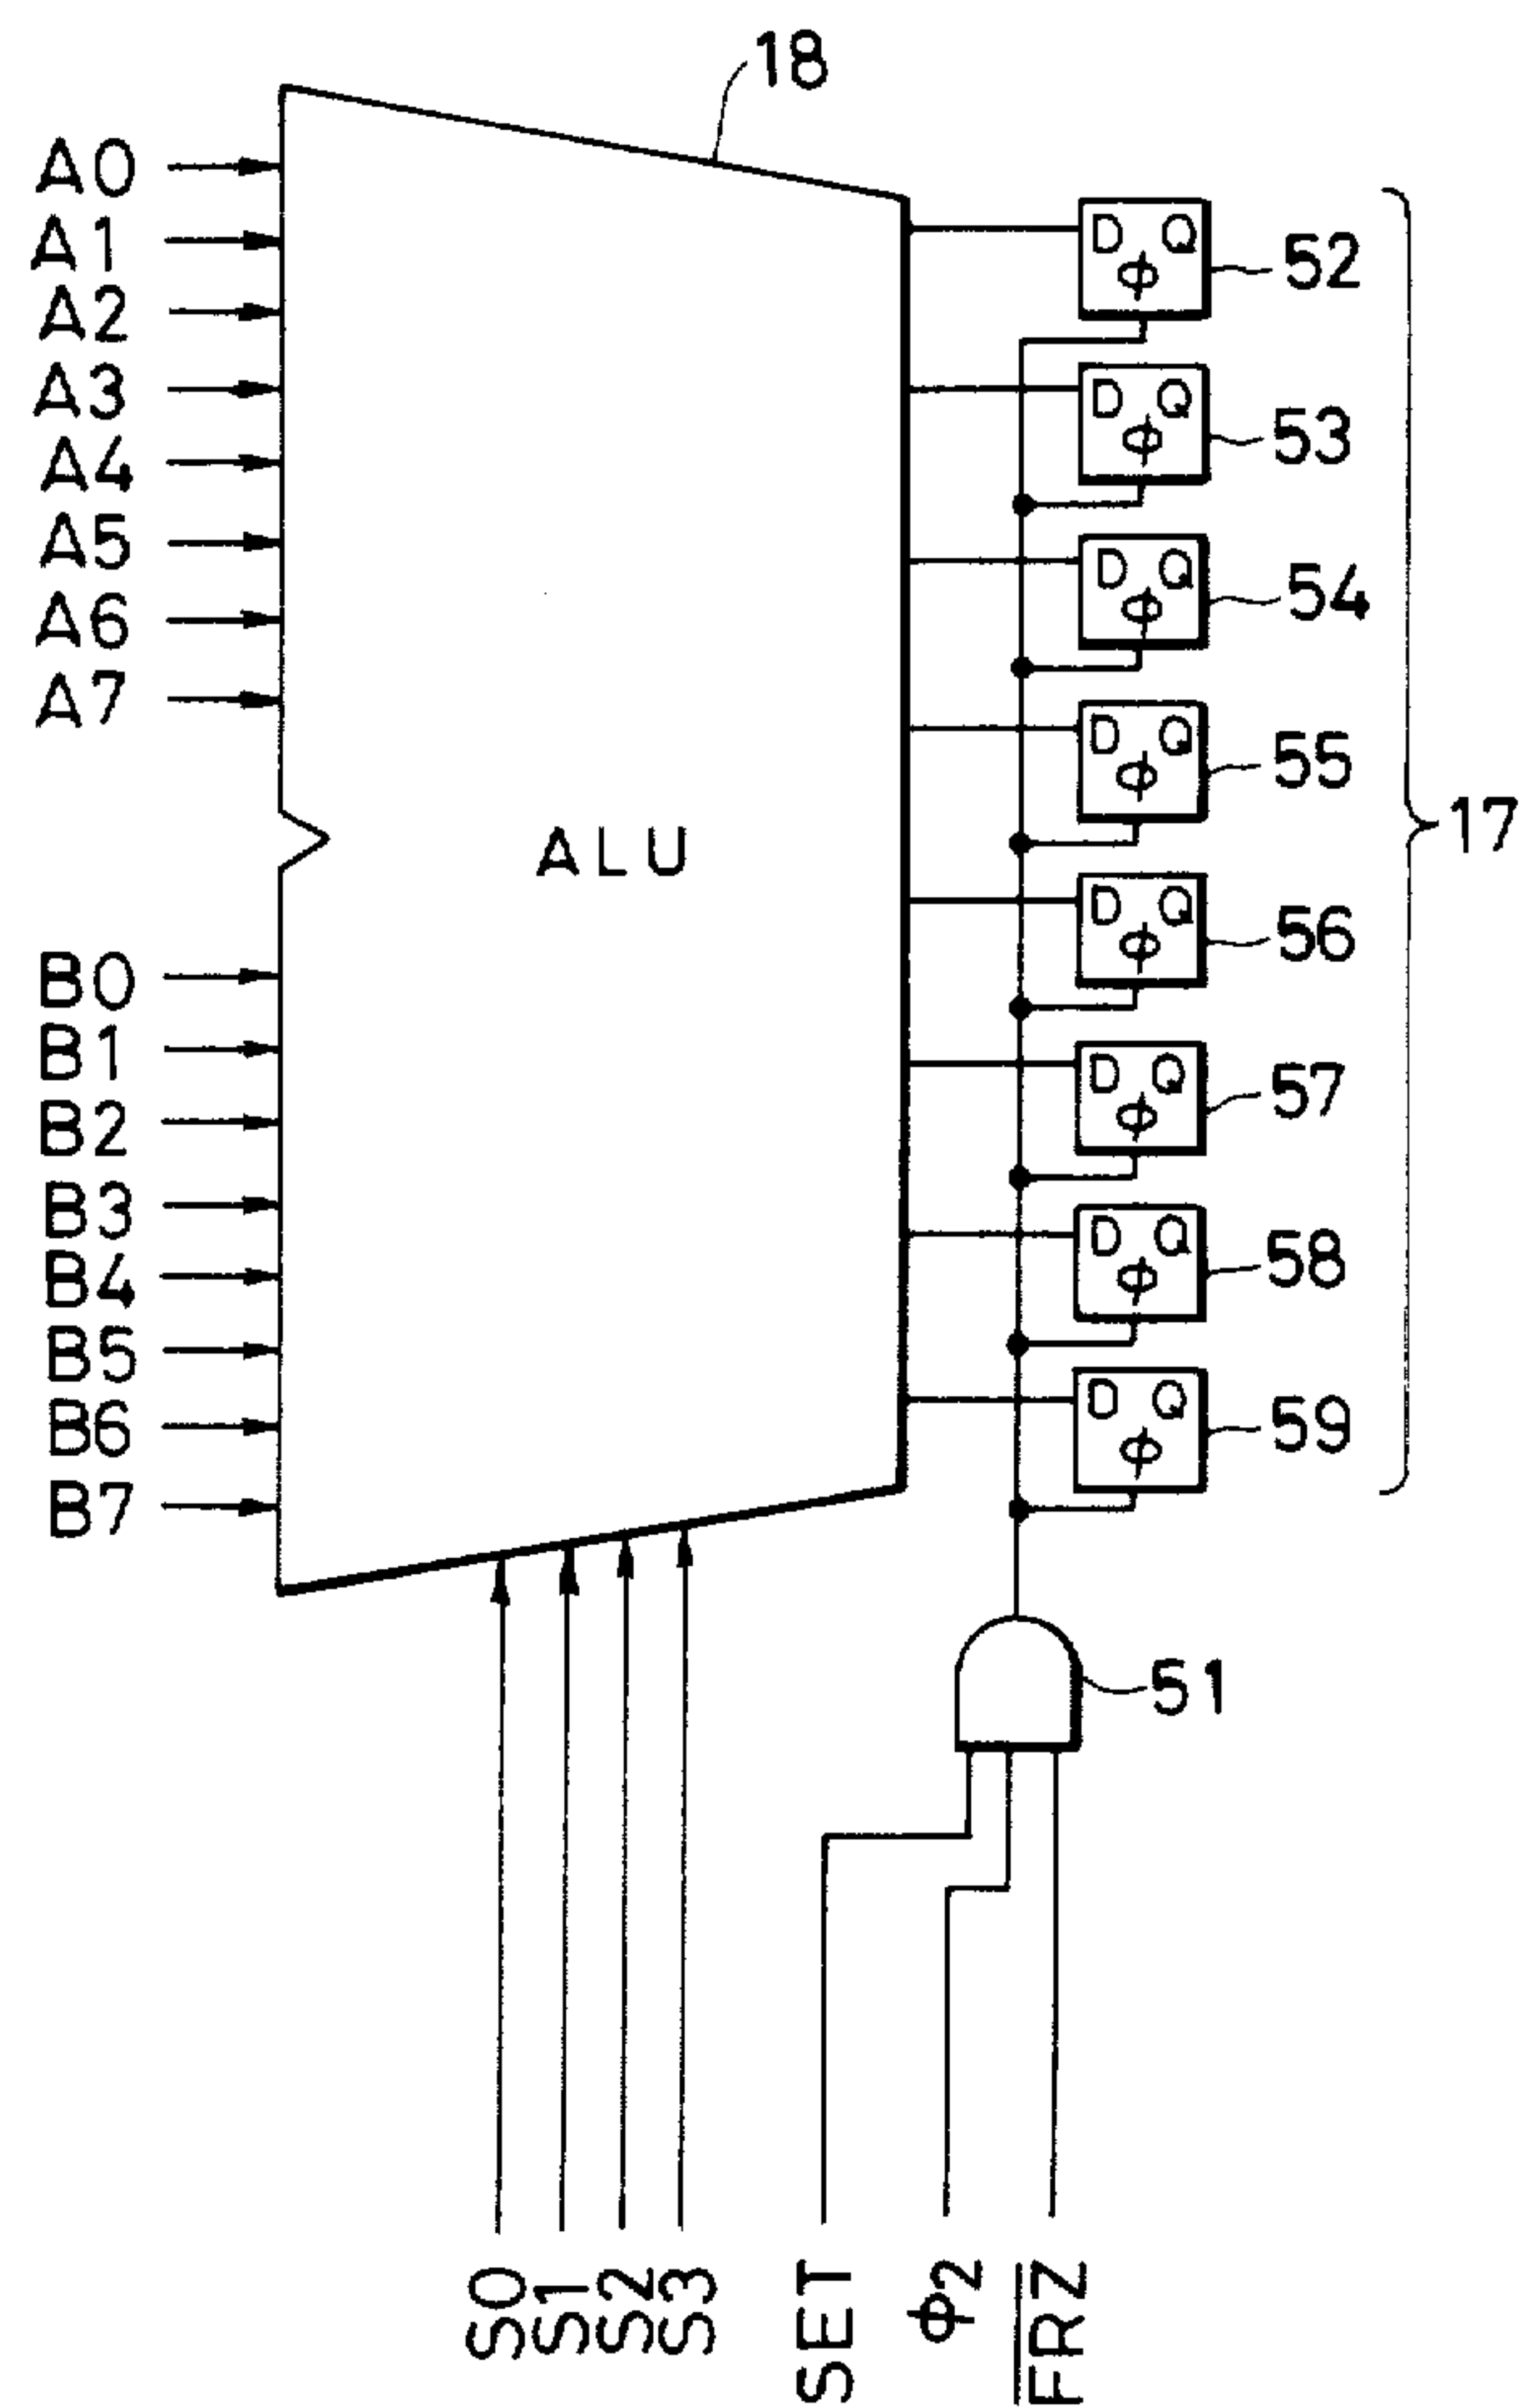 18
A0
A1
A2
A3
A4
A5
A6
A7
ALU
B0
B1
B2
B3
B4
B5
B6
B7
D Q
ϕ
52
D Q
ϕ
53
D Q
ϕ
54
D Q
ϕ
55
D Q
ϕ
56
D Q
ϕ
57
D Q
ϕ
58
D Q
ϕ
59
17
51
S0
S1
S2
S3
SET
ϕ2
F̅R̅Z̅